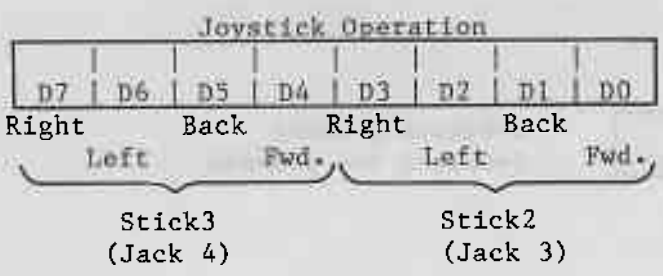 Joystick Operation
D7 D6 D5 D4 D3 D2 D1 D0
Right Back Right Back
Left Fwd. Left Fwd.
Stick3 Stick2
(Jack 4) (Jack 3)